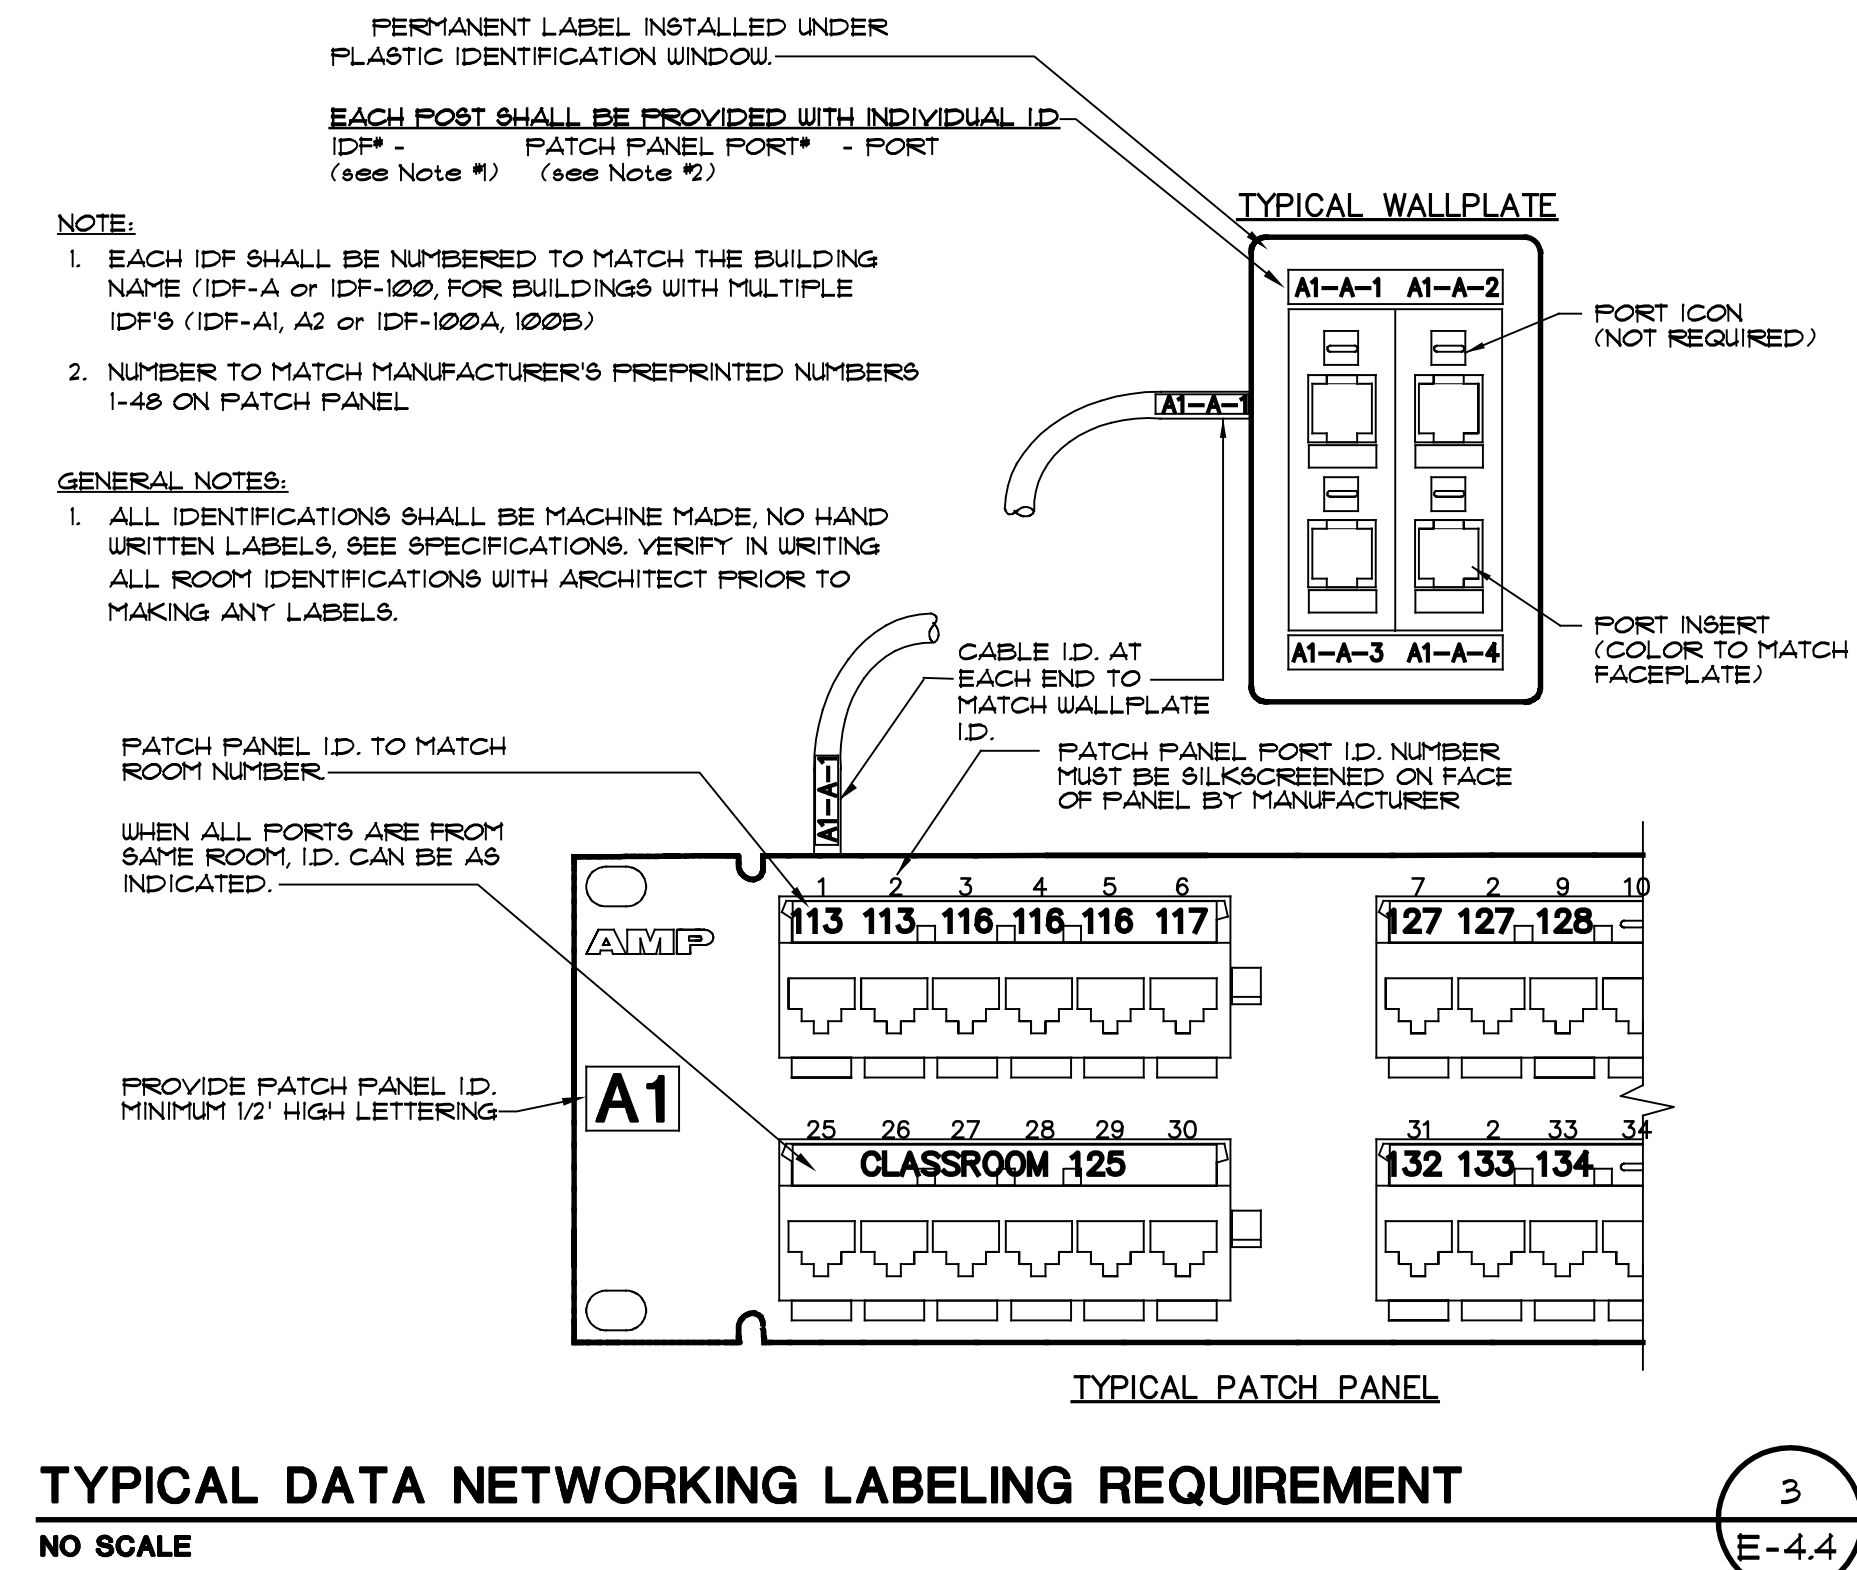 PERMANENT LABEL INSTALLED UNDER
PLASTIC IDENTIFICATION WINDOW.
EACH POST SHALL BE PROVIDED WITH INDIVIDUAL I.D
IDF# - PATCH PANEL PORT# - PORT
(see Note #1) (see Note #2)
NOTE:
1. EACH IDF SHALL BE NUMBERED TO MATCH THE BUILDING
NAME (IDF-A or IDF-100, FOR BUILDINGS WITH MULTIPLE
IDF'S (IDF-A1, A2 or IDF-100A, 100B)
2. NUMBER TO MATCH MANUFACTURER'S PREPRINTED NUMBERS
1-48 ON PATCH PANEL
GENERAL NOTES:
1. ALL IDENTIFICATIONS SHALL BE MACHINE MADE, NO HAND
WRITTEN LABELS, SEE SPECIFICATIONS. VERIFY IN WRITING
ALL ROOM IDENTIFICATIONS WITH ARCHITECT PRIOR TO
MAKING ANY LABELS.
TYPICAL WALLPLATE
A1-A-1 A1-A-2
PORT ICON
(NOT REQUIRED)
A1-A-1
PORT INSERT
(COLOR TO MATCH
FACEPLATE)
A1-A-3 A1-A-4
CABLE I.D. AT
EACH END TO
MATCH WALLPLATE
I.D.
A1-A-1
PATCH PANEL I.D. TO MATCH
ROOM NUMBER.
PATCH PANEL PORT I.D. NUMBER
MUST BE SILKSCREENED ON FACE
OF PANEL BY MANUFACTURER
WHEN ALL PORTS ARE FROM
SAME ROOM, I.D. CAN BE AS
INDICATED.
1 2 3 4 5 6 7 2 9 10
113 113 116 116 116 117 127 127 128
AMP
PROVIDE PATCH PANEL I.D.
MINIMUM 1/2' HIGH LETTERING
A1
25 26 27 28 29 30 31 2 33 34
CLASSROOM 125 132 133 134
TYPICAL PATCH PANEL
TYPICAL DATA NETWORKING LABELING REQUIREMENT
NO SCALE
3
E-4.4